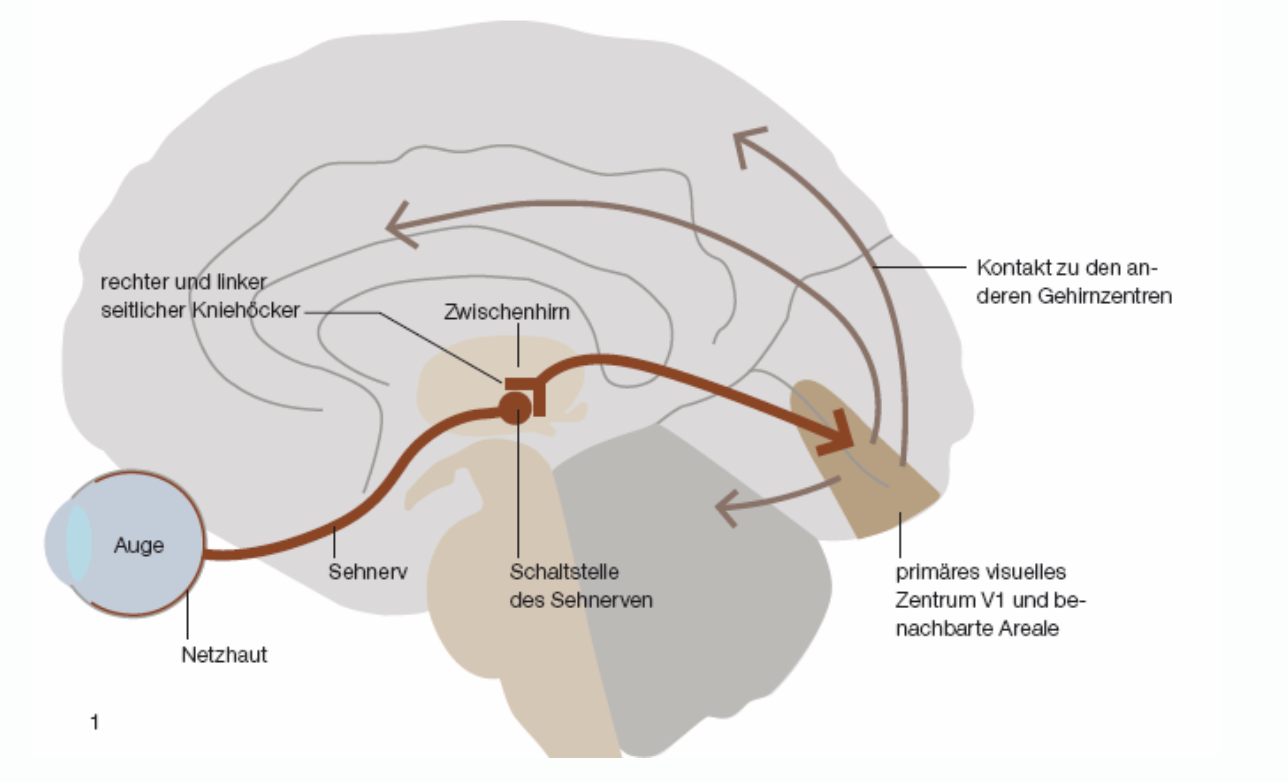 rechter und linker
seitlicher Kniehöcker
Zwischenhirn
Kontakt zu den an-
deren Gehirnzentren
Auge
Sehnerv
Schaltstelle
des Sehnerven
primäres visuelles
Zentrum V1 und be-
nachbarte Areale
Netzhaut
1